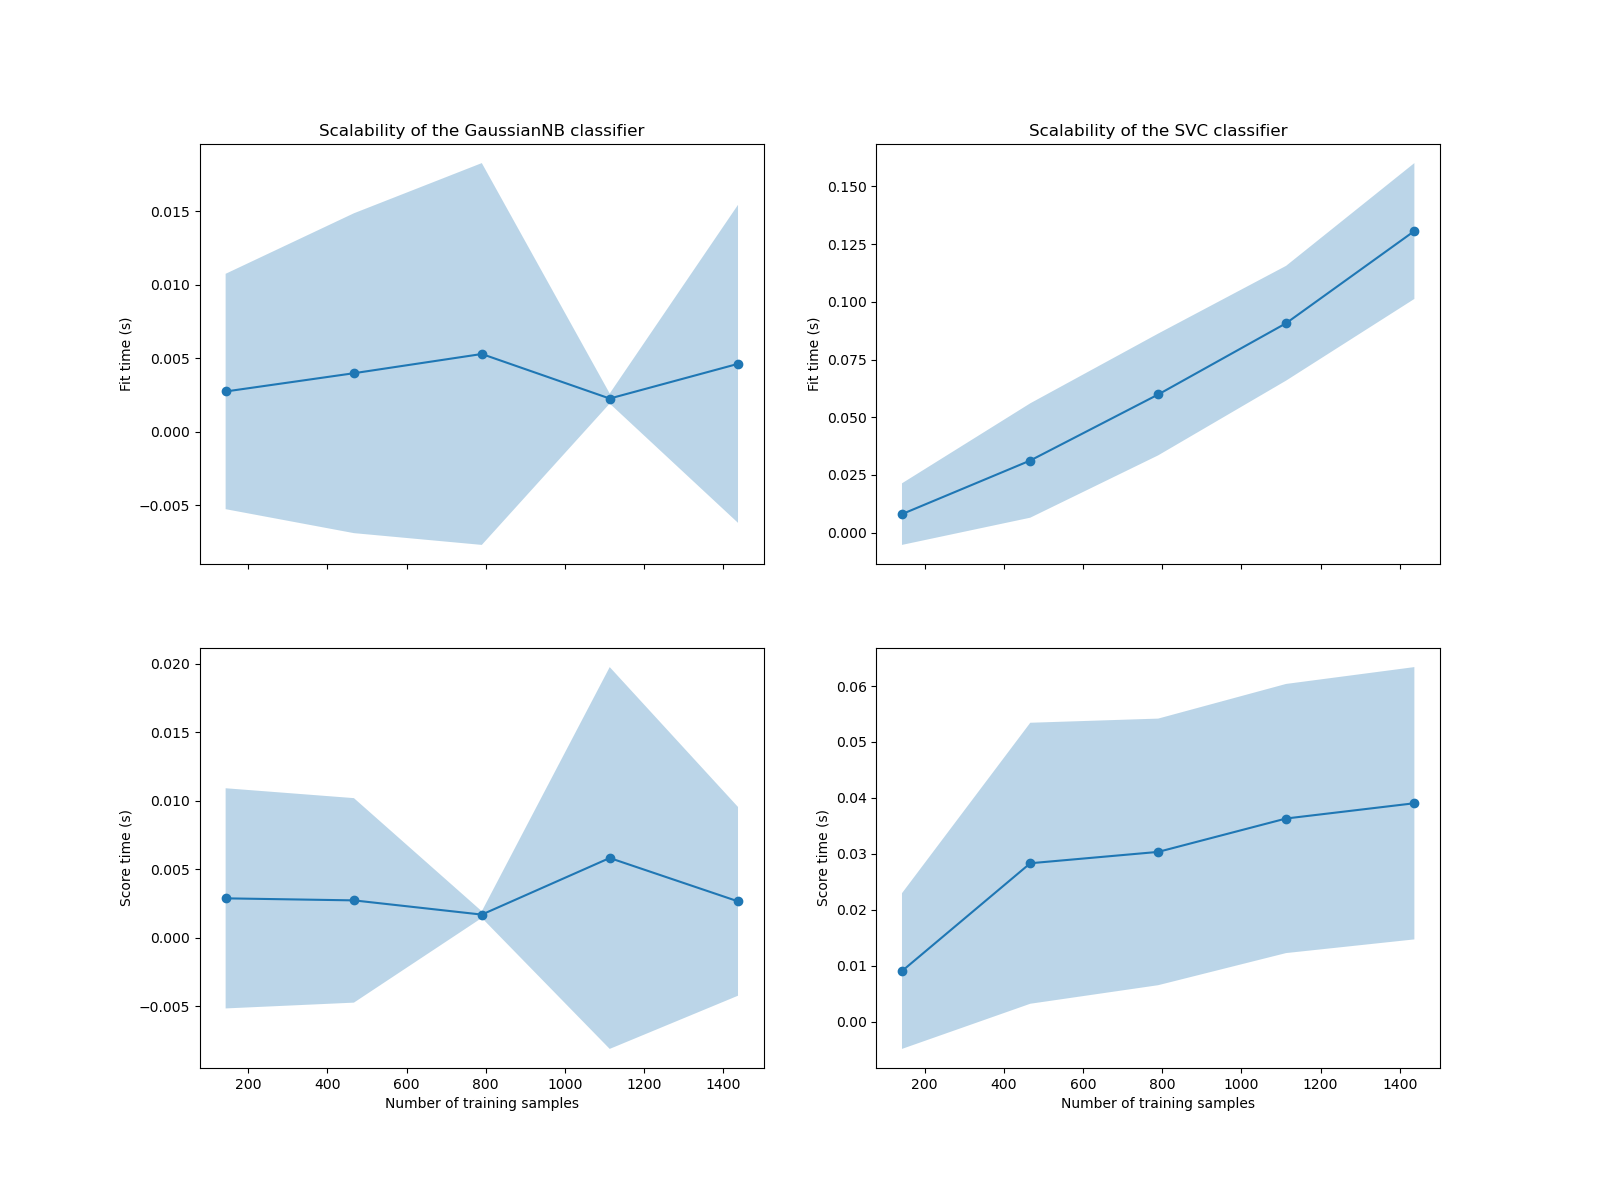 Scalability of the GaussianNB classifier
Fit time (s)
0.015
0.010
0.005
0.000
−0.005
Scalability of the SVC classifier
Fit time (s)
0.150
0.125
0.100
0.075
0.050
0.025
0.000
Score time (s)
0.020
0.015
0.010
0.005
0.000
−0.005
200 400 600 800 1000 1200 1400
Number of training samples
Score time (s)
0.06
0.05
0.04
0.03
0.02
0.01
0.00
200 400 600 800 1000 1200 1400
Number of training samples